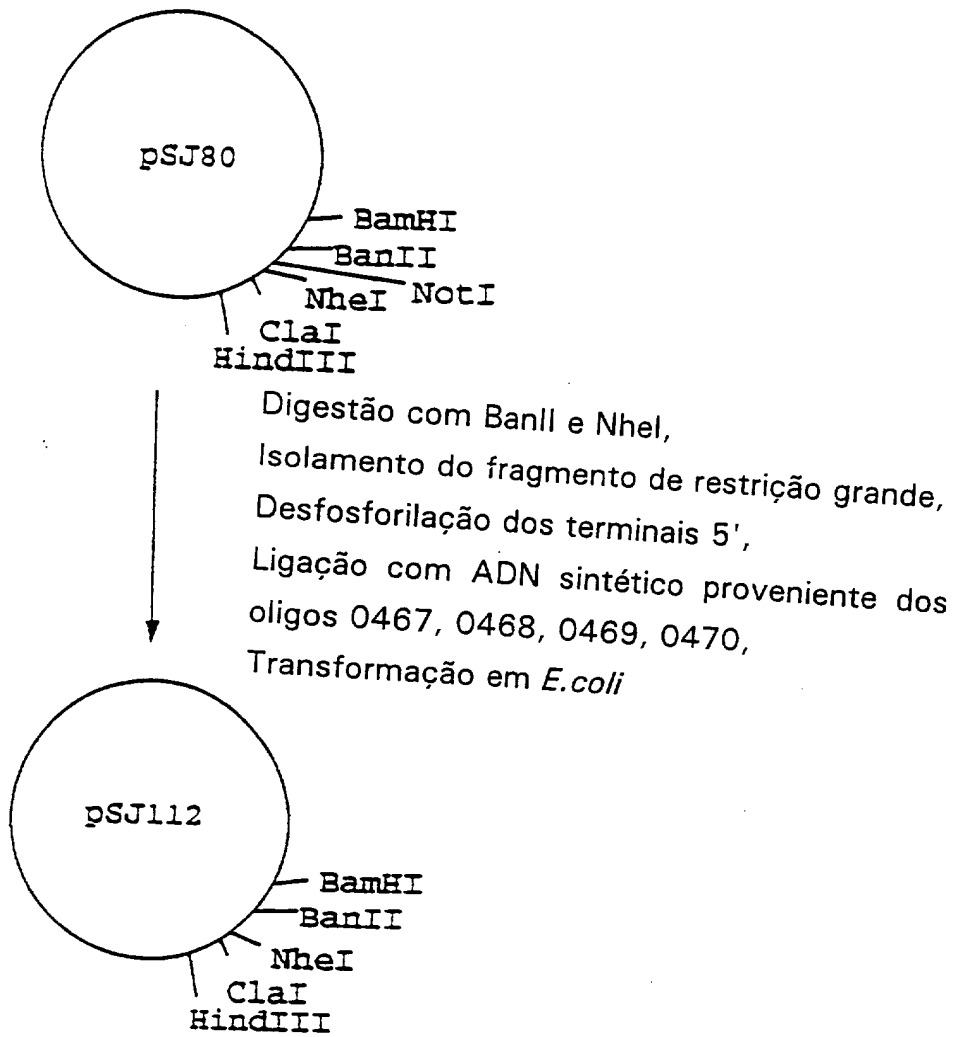 pSJ80
BamHI
BanII
NotI
NheI
ClaI
HindIII
Digestão com BanII e NheI,
Isolamento do fragmento de restrição grande,
Desfosforilação dos terminais 5',
Ligação com ADN sintético proveniente dos
oligos 0467, 0468, 0469, 0470,
Transformação em E.coli
pSJ112
BamHI
BanII
NheI
ClaI
HindIII